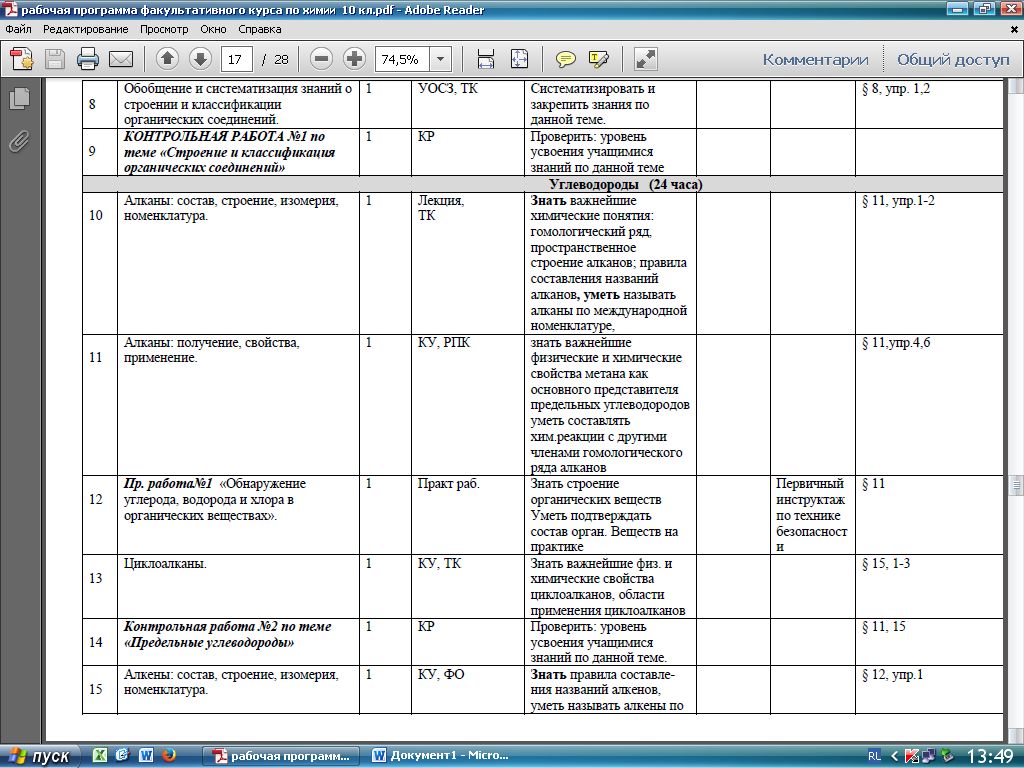 рабочая программа факультативного курса по химии 10 кл.pdf - Adobe Reader
Файл Редактирование Просмотр Окно Справка
17 / 28 74,5% Комментарии Общий доступ
8
Обобщение и систематизация знаний о
строении и классификации
органических соединений.
1
УОСЗ, ТК
Систематизировать и
закрепить знания по
данной теме.
§ 8, упр. 1,2
9
КОНТРОЛЬНАЯ РАБОТА №1 по
теме «Строение и классификация
органических соединений»
1
КР
Проверить: уровень
усвоения учащимися
знаний по данной теме
Углеводороды (24 часа)
10
Алканы: состав, строение, изомерия,
номенклатура.
1
Лекция,
ТК
Знать важнейшие
химические понятия:
гомологический ряд,
пространственное
строение алканов; правила
составления названий
алканов, уметь называть
алканы по международной
номенклатуре,
§ 11, упр.1-2
11
Алканы: получение, свойства,
применение.
1
КУ, РПК
знать важнейшие
физические и химические
свойства метана как
основного представителя
предельных углеводородов
уметь составлять
хим.реакции с другими
членами гомологического
ряда алканов
§ 11,упр.4,6
12
Пр. работа№1 «Обнаружение
углерода, водорода и хлора в
органических веществах».
1
Практ раб.
Знать строение
органических веществ
Уметь подтверждать
состав орган. Веществ на
практике
Первичный
инструктаж
по технике
безопасност
и
§ 11
13
Циклоалканы.
1
КУ, ТК
Знать важнейшие физ. и
химические свойства
циклоалканов, области
применения циклоалканов
§ 15, 1-3
14
Контрольная работа №2 по теме
«Предельные углеводороды»
1
КР
Проверить: уровень
усвоения учащимися
знаний по данной теме.
§ 11, 15
15
Алкены: состав, строение, изомерия,
номенклатура.
1
КУ, ФО
Знать правила составле-
ния названий алкенов,
уметь называть алкены по
§ 12, упр.1
пуск рабочая программ... Документ1 - Micro... RL 13:49